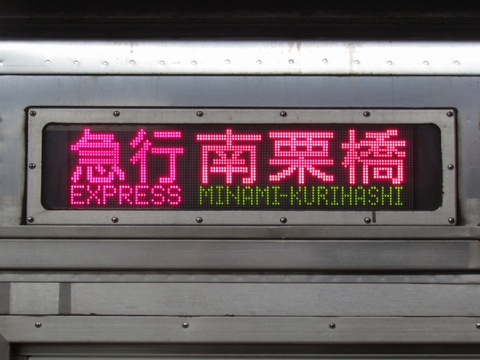 急行 南栗橋
EXPRESS MINAMI-KURIHASHI